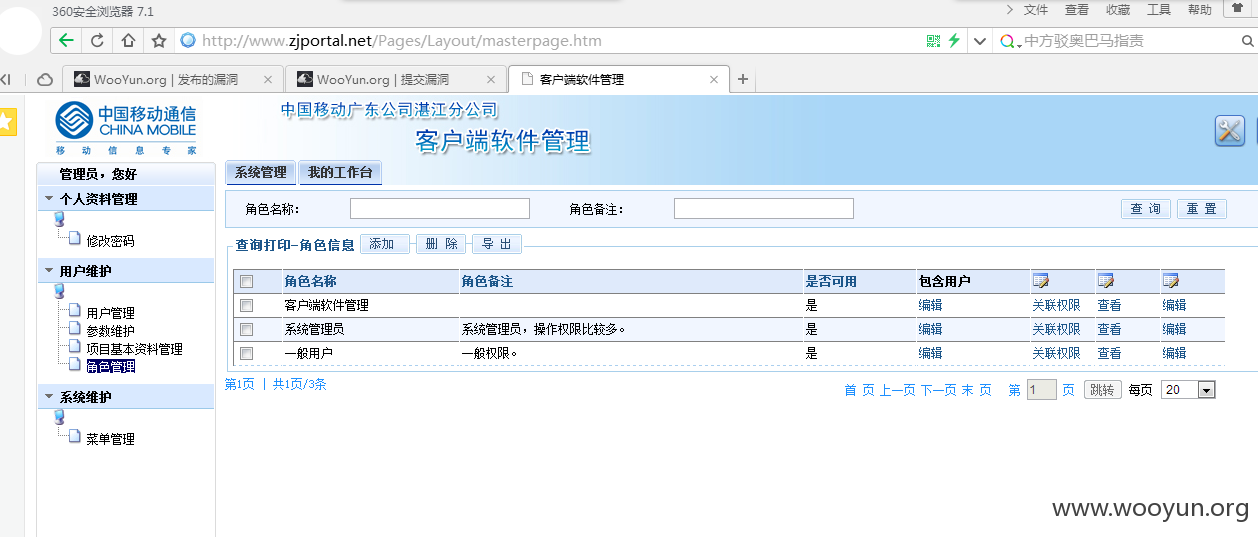 360安全浏览器 7.1
文件 查看 收藏 工具 帮助
http://www.zjportal.net/Pages/Layout/masterpage.htm
中方驳奥巴马指责
WooYun.org | 发布的漏洞
WooYun.org | 提交漏洞
客户端软件管理
中国移动通信
CHINA MOBILE
移 动 信 息 专 家
中国移动广东公司湛江分公司
客户端软件管理
管理员，您好
系统管理 我的工作台
个人资料管理
修改密码
用户维护
用户管理
参数维护
项目基本资料管理
角色管理
系统维护
菜单管理
角色名称：
角色备注：
查 询 重 置
查询打印-角色信息 添加 删 除 导 出
角色名称 角色备注 是否可用 包含用户
客户端软件管理 是 编辑 关联权限 查看 编辑
系统管理员 系统管理员，操作权限比较多。 是 编辑 关联权限 查看 编辑
一般用户 一般权限。 是 编辑 关联权限 查看 编辑
第1页 | 共1页/3条
首 页 上一页 下一页 末 页 第 1 页 跳转 每页 20
www.wooyun.org